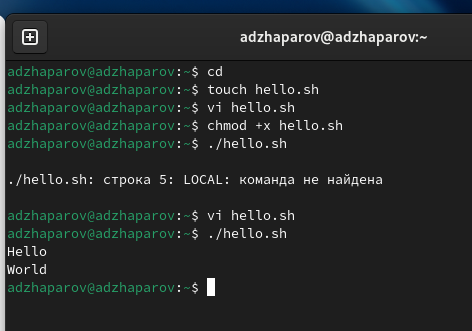 adzhaparov@adzhaparov:~
adzhaparov@adzhaparov:~$ cd
adzhaparov@adzhaparov:~$ touch hello.sh
adzhaparov@adzhaparov:~$ vi hello.sh
adzhaparov@adzhaparov:~$ chmod +x hello.sh
adzhaparov@adzhaparov:~$ ./hello.sh
./hello.sh: строка 5: LOCAL: команда не найдена
adzhaparov@adzhaparov:~$ vi hello.sh
adzhaparov@adzhaparov:~$ ./hello.sh
Hello
World
adzhaparov@adzhaparov:~$